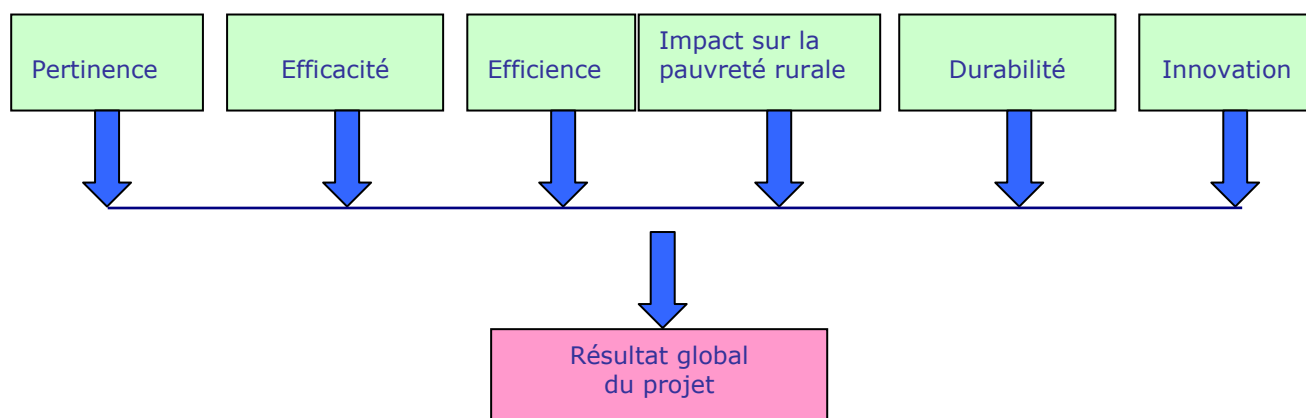 Pertinence
Efficacité
Efficience
Impact sur la
pauvreté rurale
Durabilité
Innovation
Résultat global
du projet